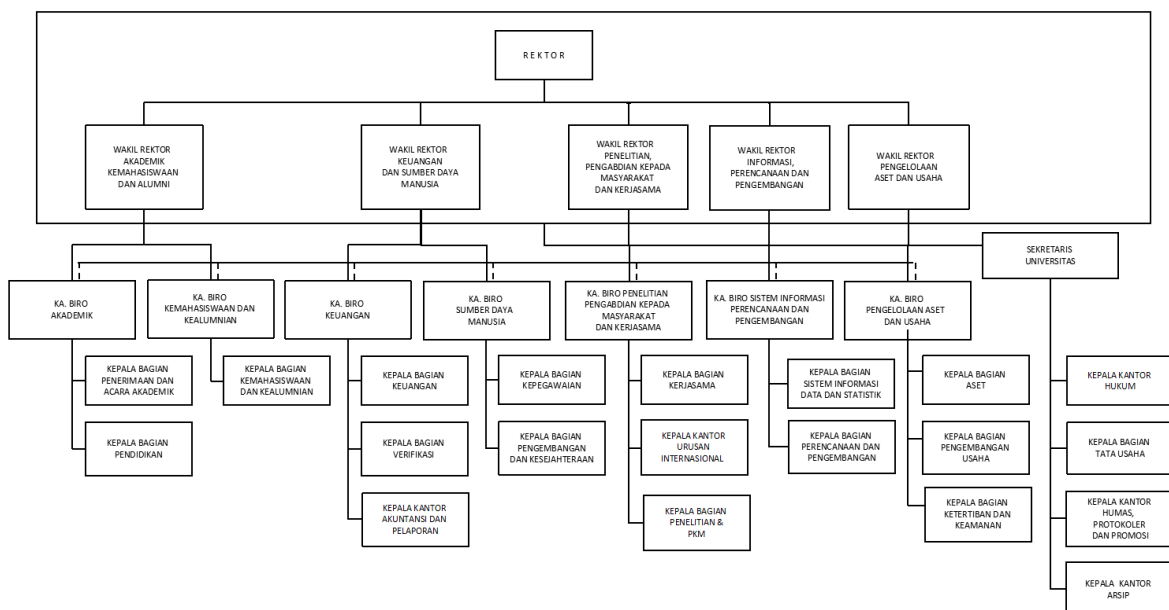 R E K T O R
WAKIL REKTOR
AKADEMIK
KEMAHASISWAAN
DAN ALUMNI
WAKIL REKTOR
KEUANGAN
DAN SUMBER DAYA
MANUSIA
WAKIL REKTOR
PENELITIAN,
PENGABDIAN KEPADA
MASYARAKAT
DAN KERJASAMA
WAKIL REKTOR
INFORMASI,
PERENCANAAN DAN
PENGEMBANGAN
WAKIL REKTOR
PENGELOLAAN
ASET DAN USAHA
SEKRETARIS
UNIVERSITAS
KA. BIRO
AKADEMIK
KA. BIRO
KEMAHASISWAAN DAN
KEALUMNIAN
KA. BIRO
KEUANGAN
KA. BIRO
SUMBER DAYA
MANUSIA
KA. BIRO PENELITIAN
PENGABDIAN KEPADA
MASYARAKAT
DAN KERJASAMA
KA. BIRO SISTEM INFORMASI
PERENCANAAN DAN
PENGEMBANGAN
KA. BIRO
PENGELOLAAN ASET
DAN USAHA
KEPALA BAGIAN
PENERIMAAN DAN
ACARA AKADEMIK
KEPALA BAGIAN
KEMAHASISWAAN
DAN KEALUMNIAN
KEPALA BAGIAN
KEUANGAN
KEPALA BAGIAN
KEPEGAWAIAN
KEPALA BAGIAN
KERJASAMA
KEPALA BAGIAN
SISTEM INFORMASI
DATA DAN STATISTIK
KEPALA BAGIAN
ASET
KEPALA KANTOR
HUKUM
KEPALA BAGIAN
PENDIDIKAN
KEPALA BAGIAN
VERIFIKASI
KEPALA BAGIAN
PENGEMBANGAN
DAN KESEJAHTERAAN
KEPALA KANTOR
URUSAN
INTERNASIONAL
KEPALA BAGIAN
PERENCANAAN DAN
PENGEMBANGAN
KEPALA BAGIAN
PENGEMBANGAN
USAHA
KEPALA BAGIAN
TATA USAHA
KEPALA KANTOR
AKUNTANSI DAN
PELAPORAN
KEPALA BAGIAN
PENELITIAN &
PKM
KEPALA BAGIAN
KETERTIBAN DAN
KEAMANAN
KEPALA KANTOR
HUMAS,
PROTOKOLER
DAN PROMOSI
KEPALA  KANTOR
ARSIP